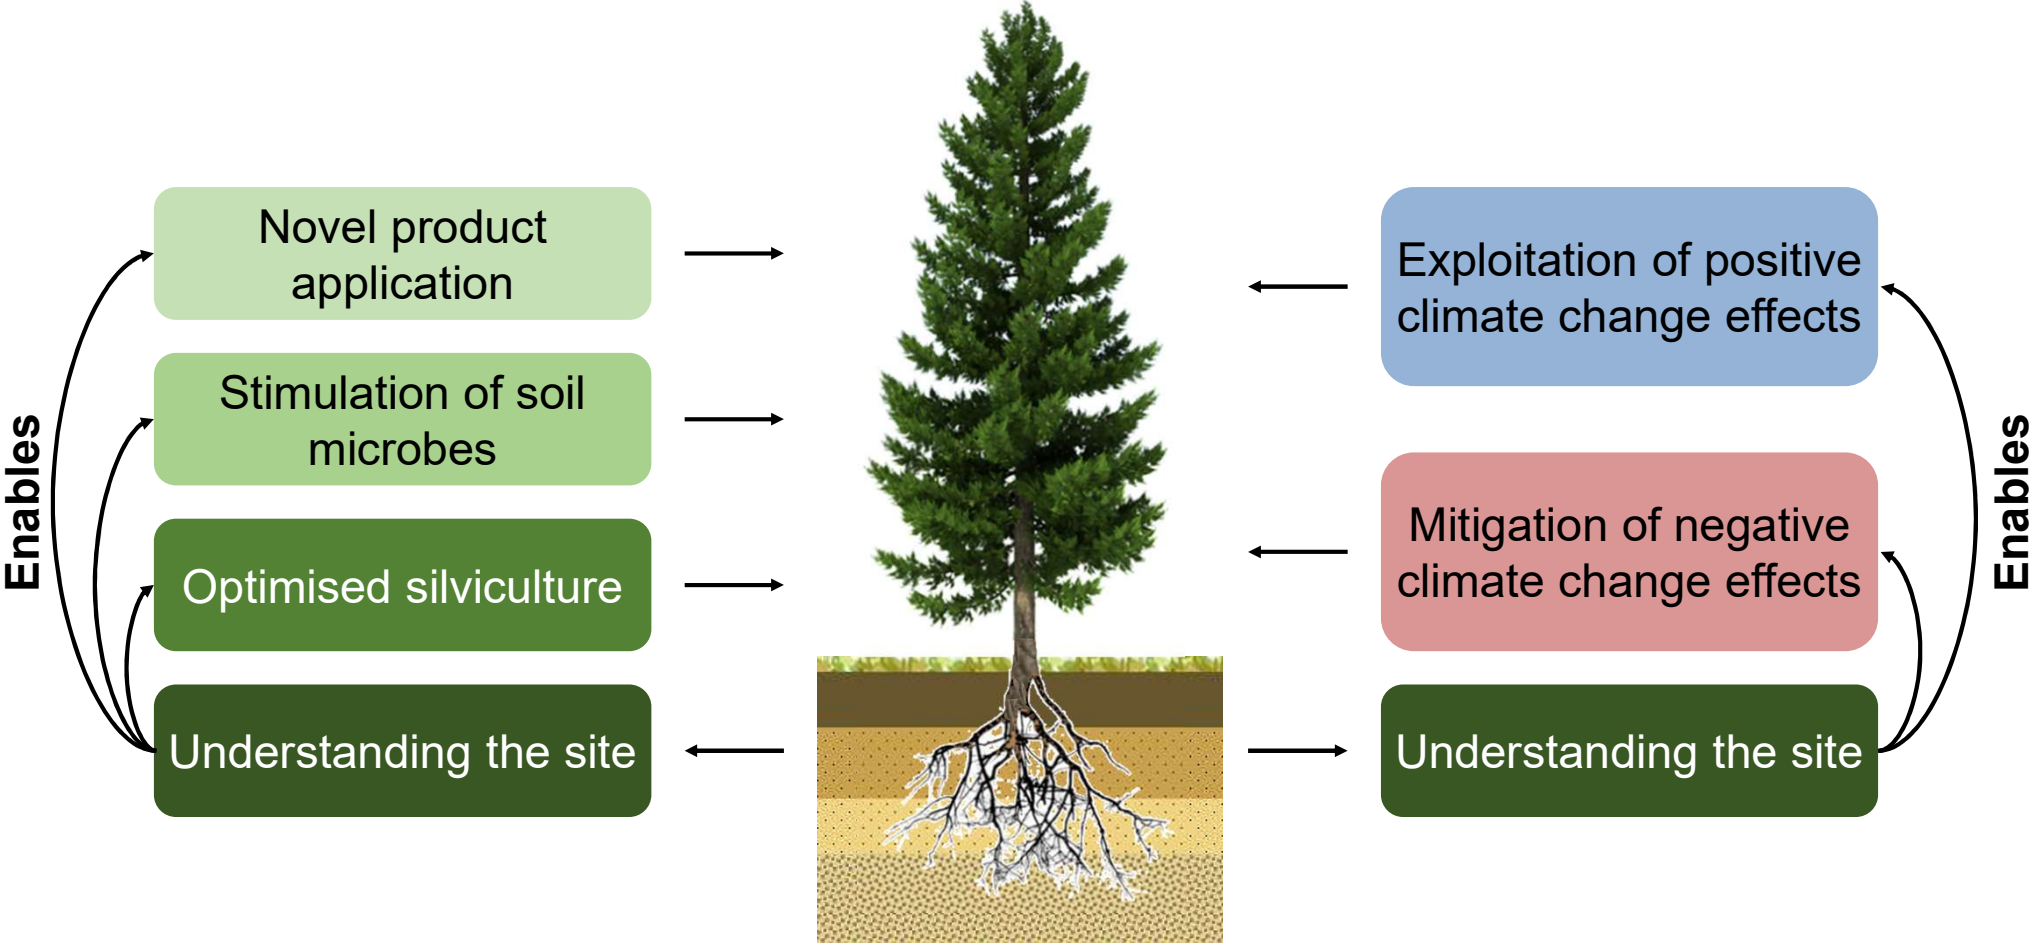 Enables
Novel product
application
Stimulation of soil
microbes
Optimised silviculture
Understanding the site
Exploitation of positive
climate change effects
Mitigation of negative
climate change effects
Understanding the site
Enables